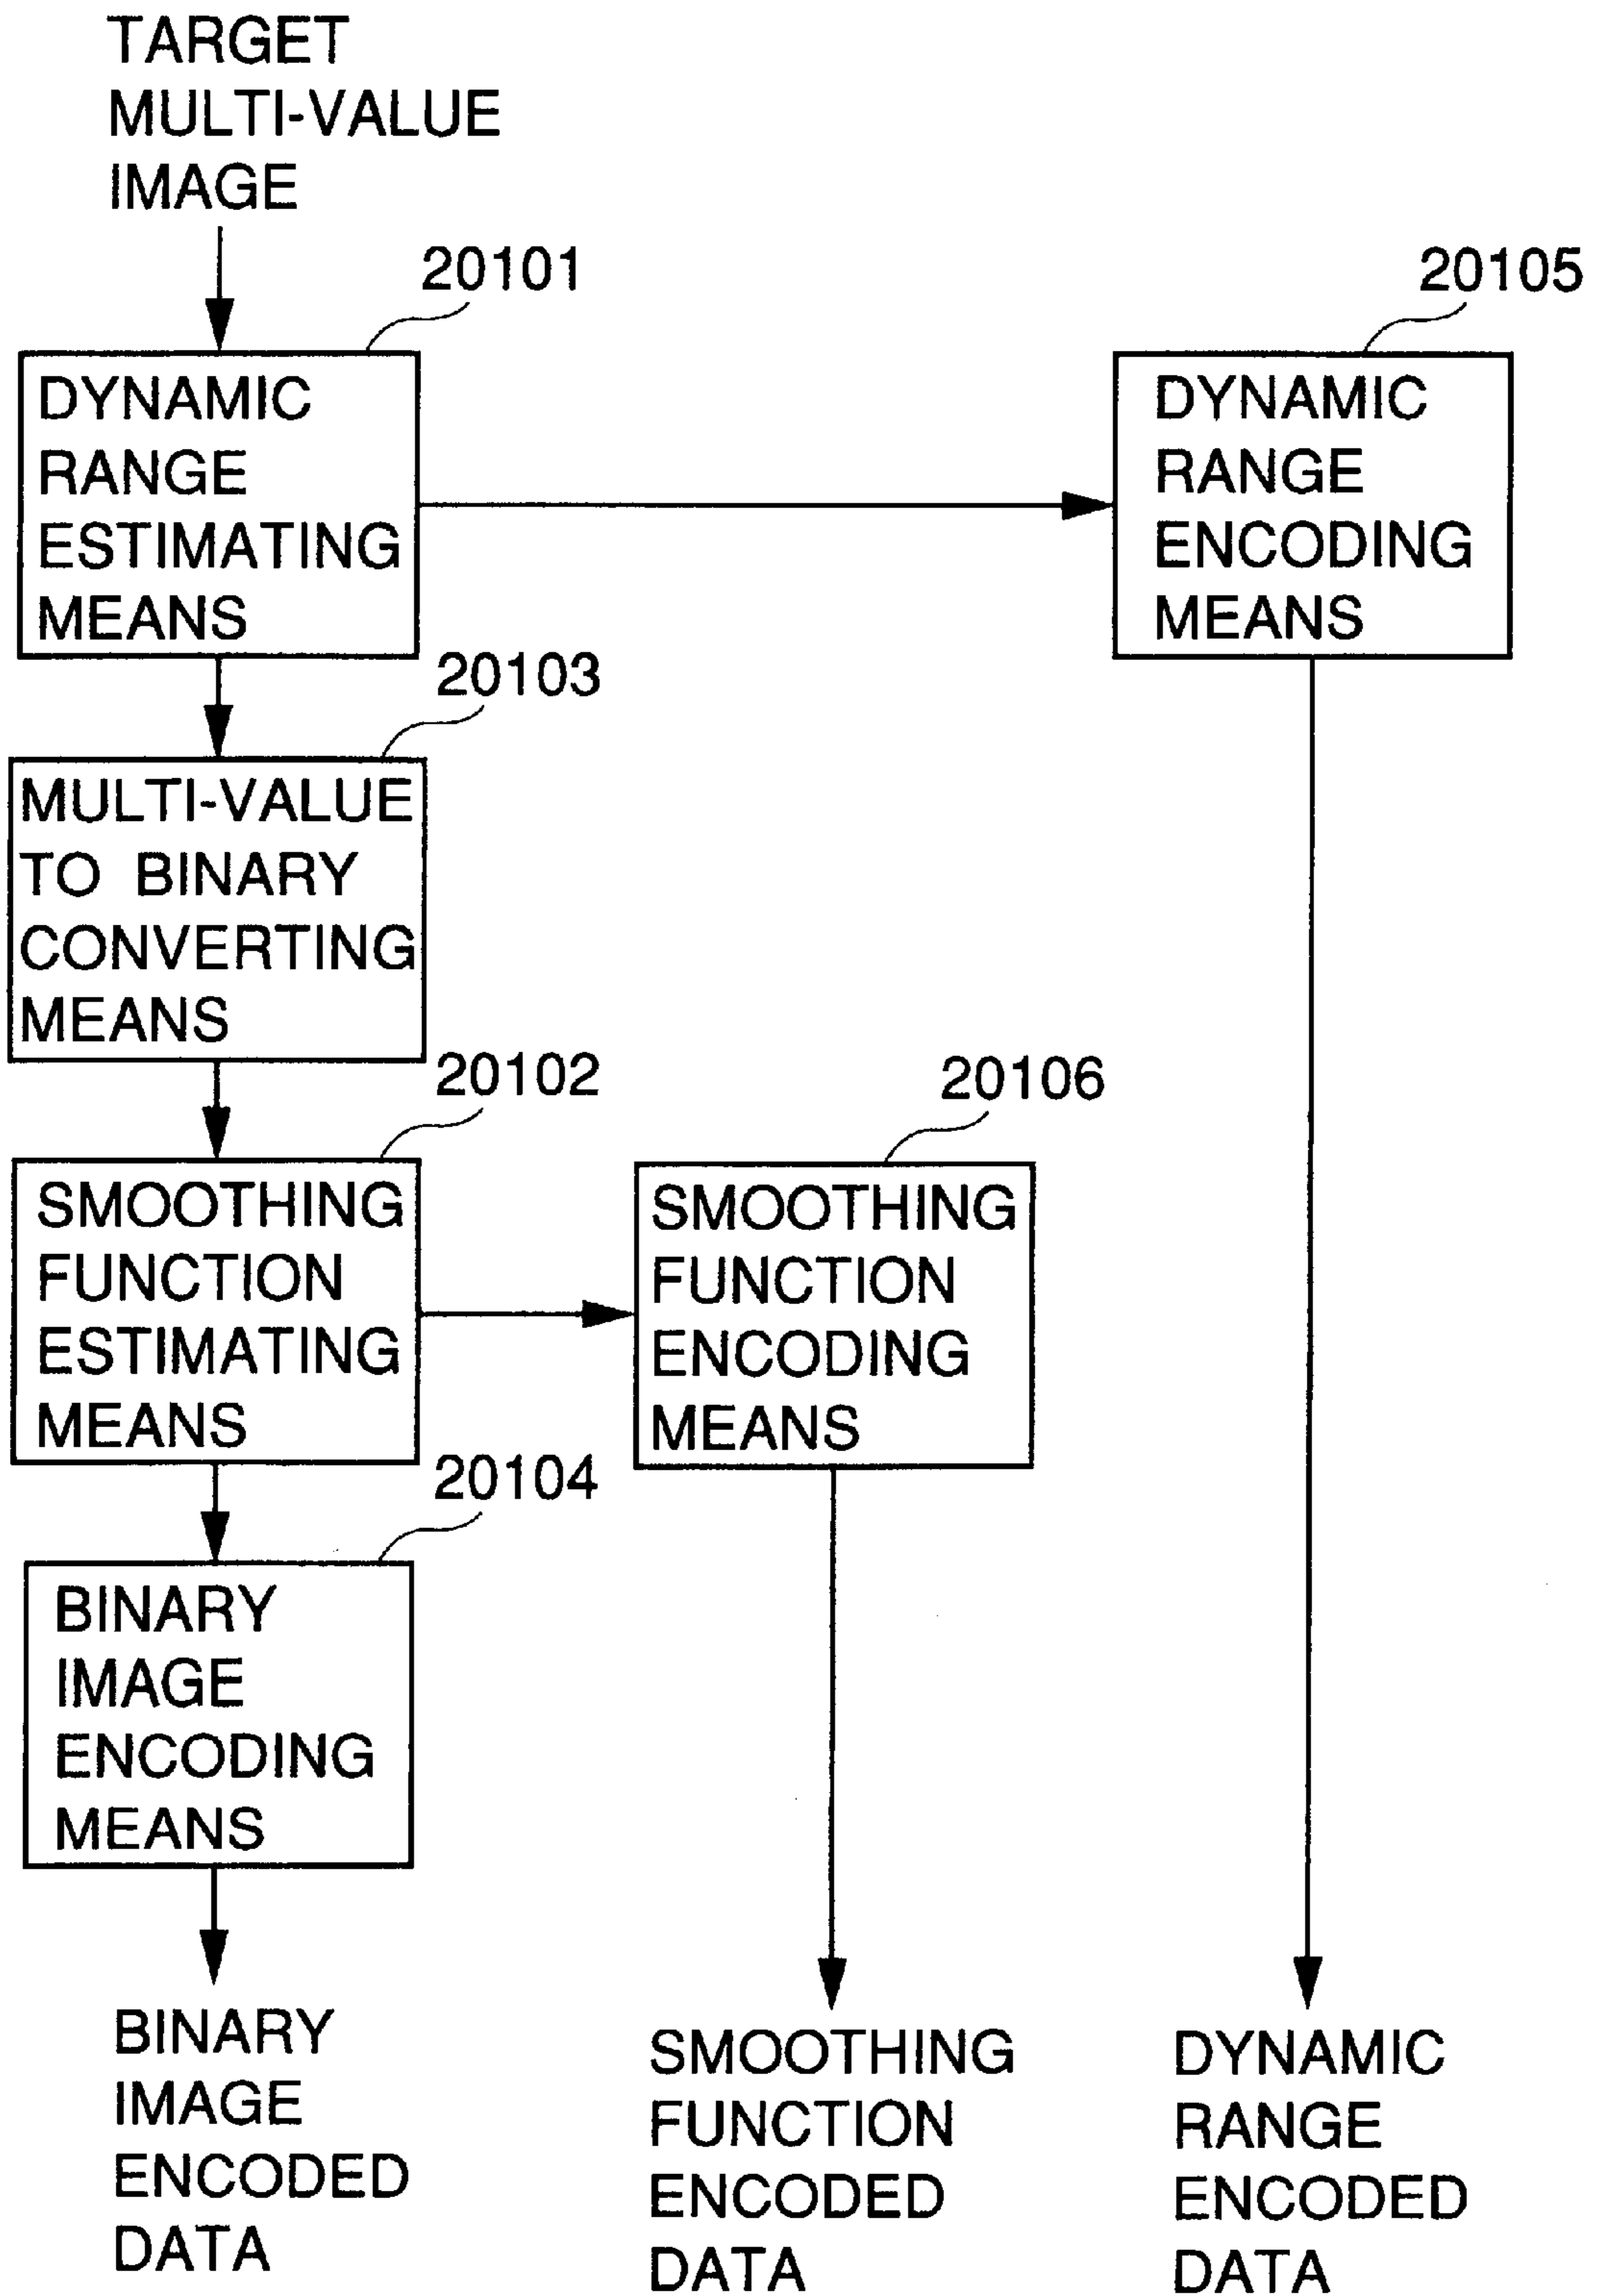 TARGET
MULTI-VALUE
IMAGE
20101
DYNAMIC
RANGE
ESTIMATING
MEANS
20105
DYNAMIC
RANGE
ENCODING
MEANS
20103
MULTI-VALUE
TO BINARY
CONVERTING
MEANS
20102
SMOOTHING
FUNCTION
ESTIMATING
MEANS
20106
SMOOTHING
FUNCTION
ENCODING
MEANS
20104
BINARY
IMAGE
ENCODING
MEANS
BINARY
IMAGE
ENCODED
DATA
SMOOTHING
FUNCTION
ENCODED
DATA
DYNAMIC
RANGE
ENCODED
DATA